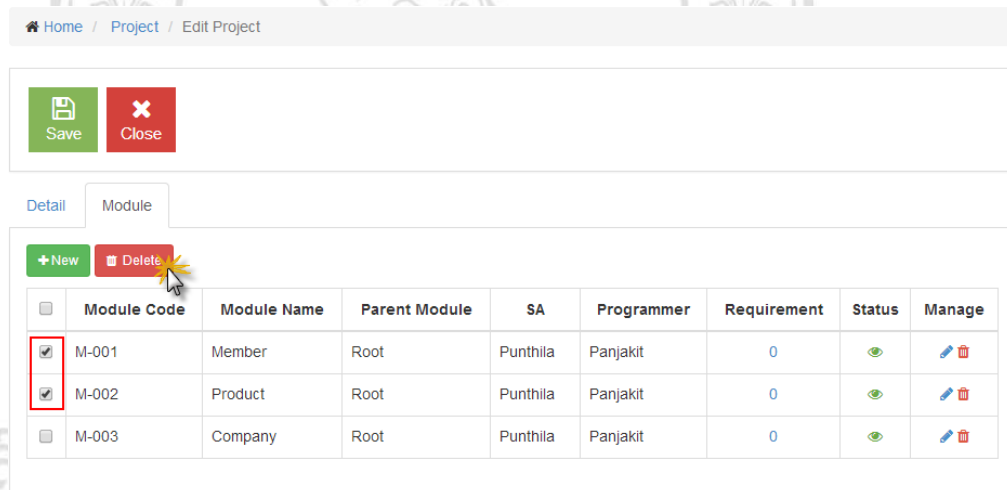 Home / Project / Edit Project
Save Close
Detail Module
New Delete
Module Code Module Name Parent Module SA Programmer Requirement Status Manage
M-001 Member Root Punthila Panjakit 0
M-002 Product Root Punthila Panjakit 0
M-003 Company Root Punthila Panjakit 0